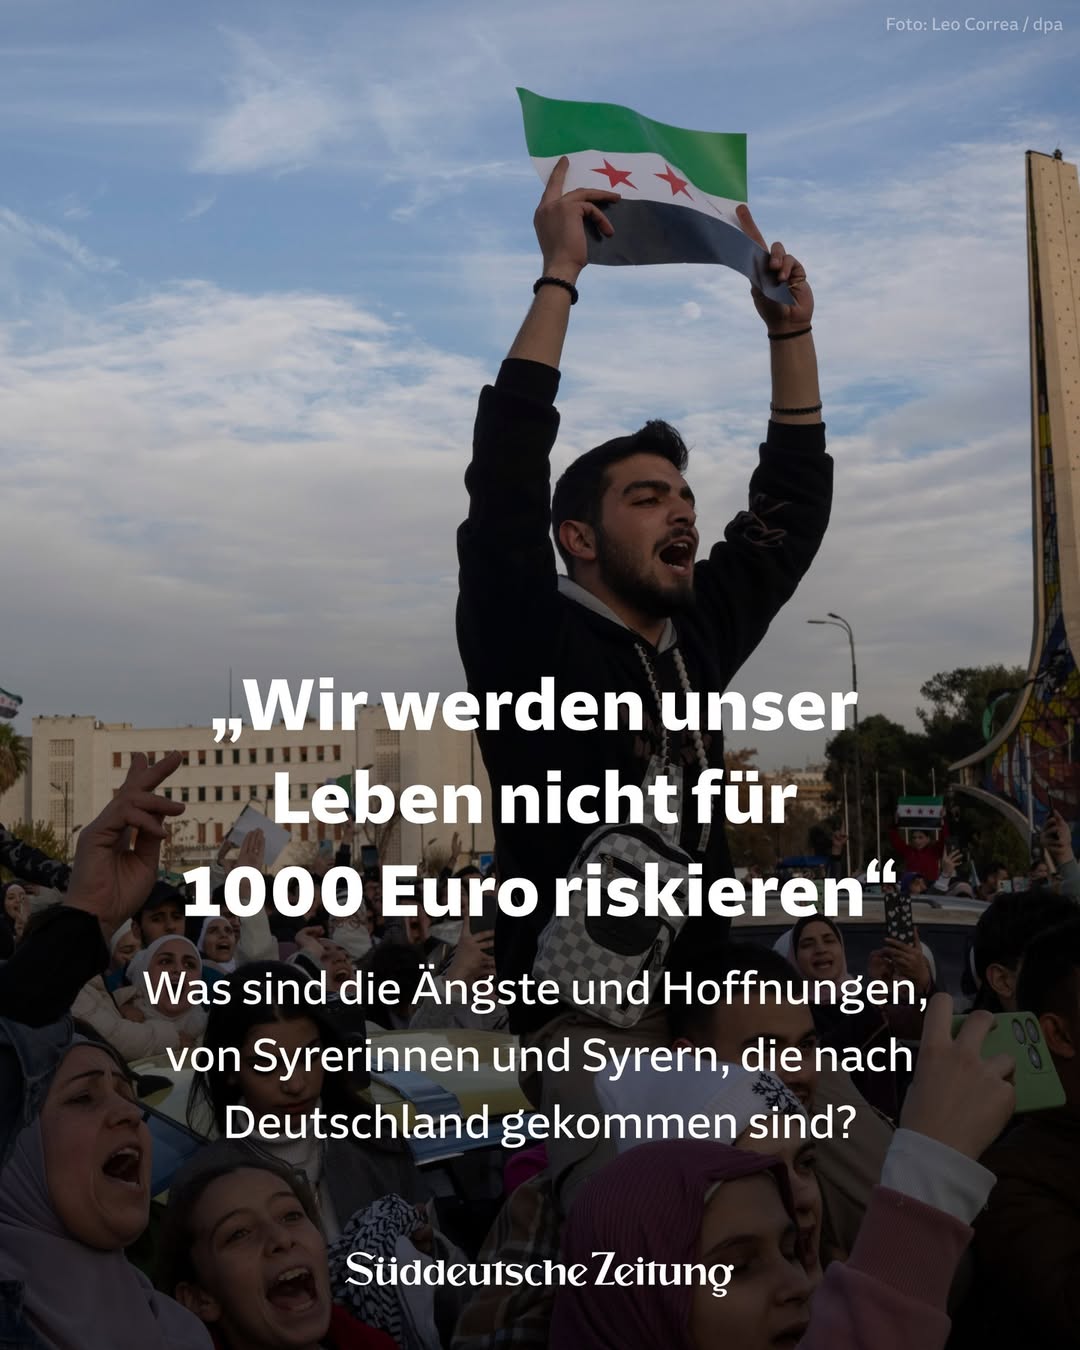 Foto: Leo Correa / dpa
„Wir werden unser
Leben nicht für
1000 Euro riskieren“
Was sind die Ängste und Hoffnungen,
von Syrerinnen und Syrern, die nach
Deutschland gekommen sind?
Süddeutsche Zeitung